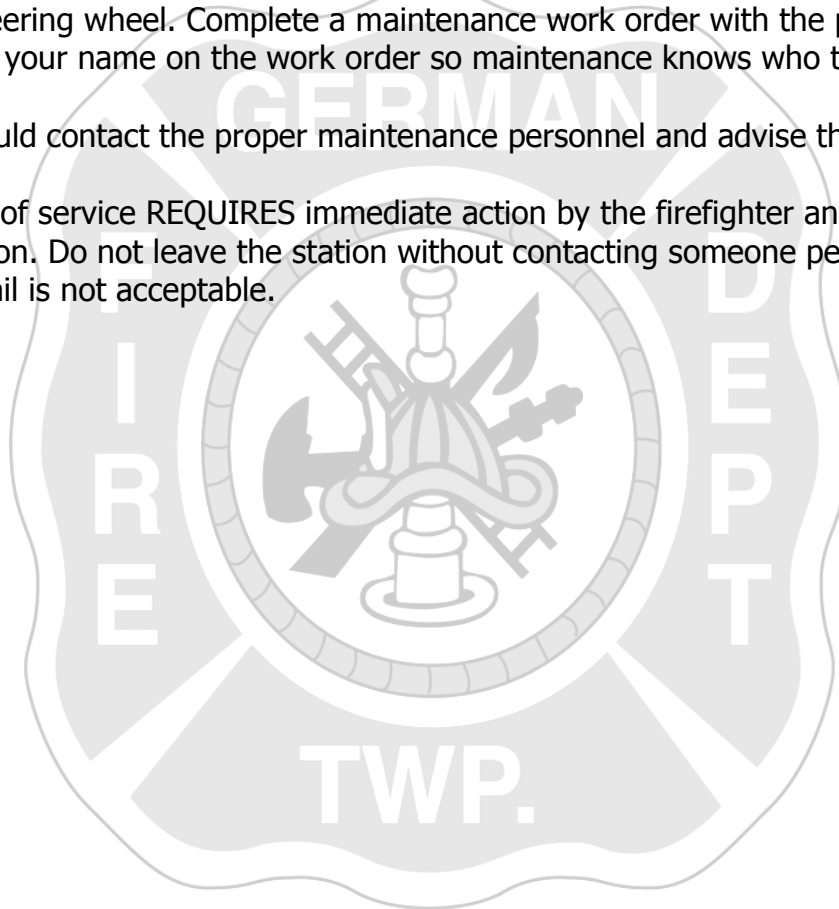 ering wheel. Complete a maintenance work order with the p
your name on the work order so maintenance knows who t
uld contact the proper maintenance personnel and advise th
of service REQUIRES immediate action by the firefighter an
on. Do not leave the station without contacting someone pe
il is not acceptable.
GERMAN
FIRE
DEPT
TWP.